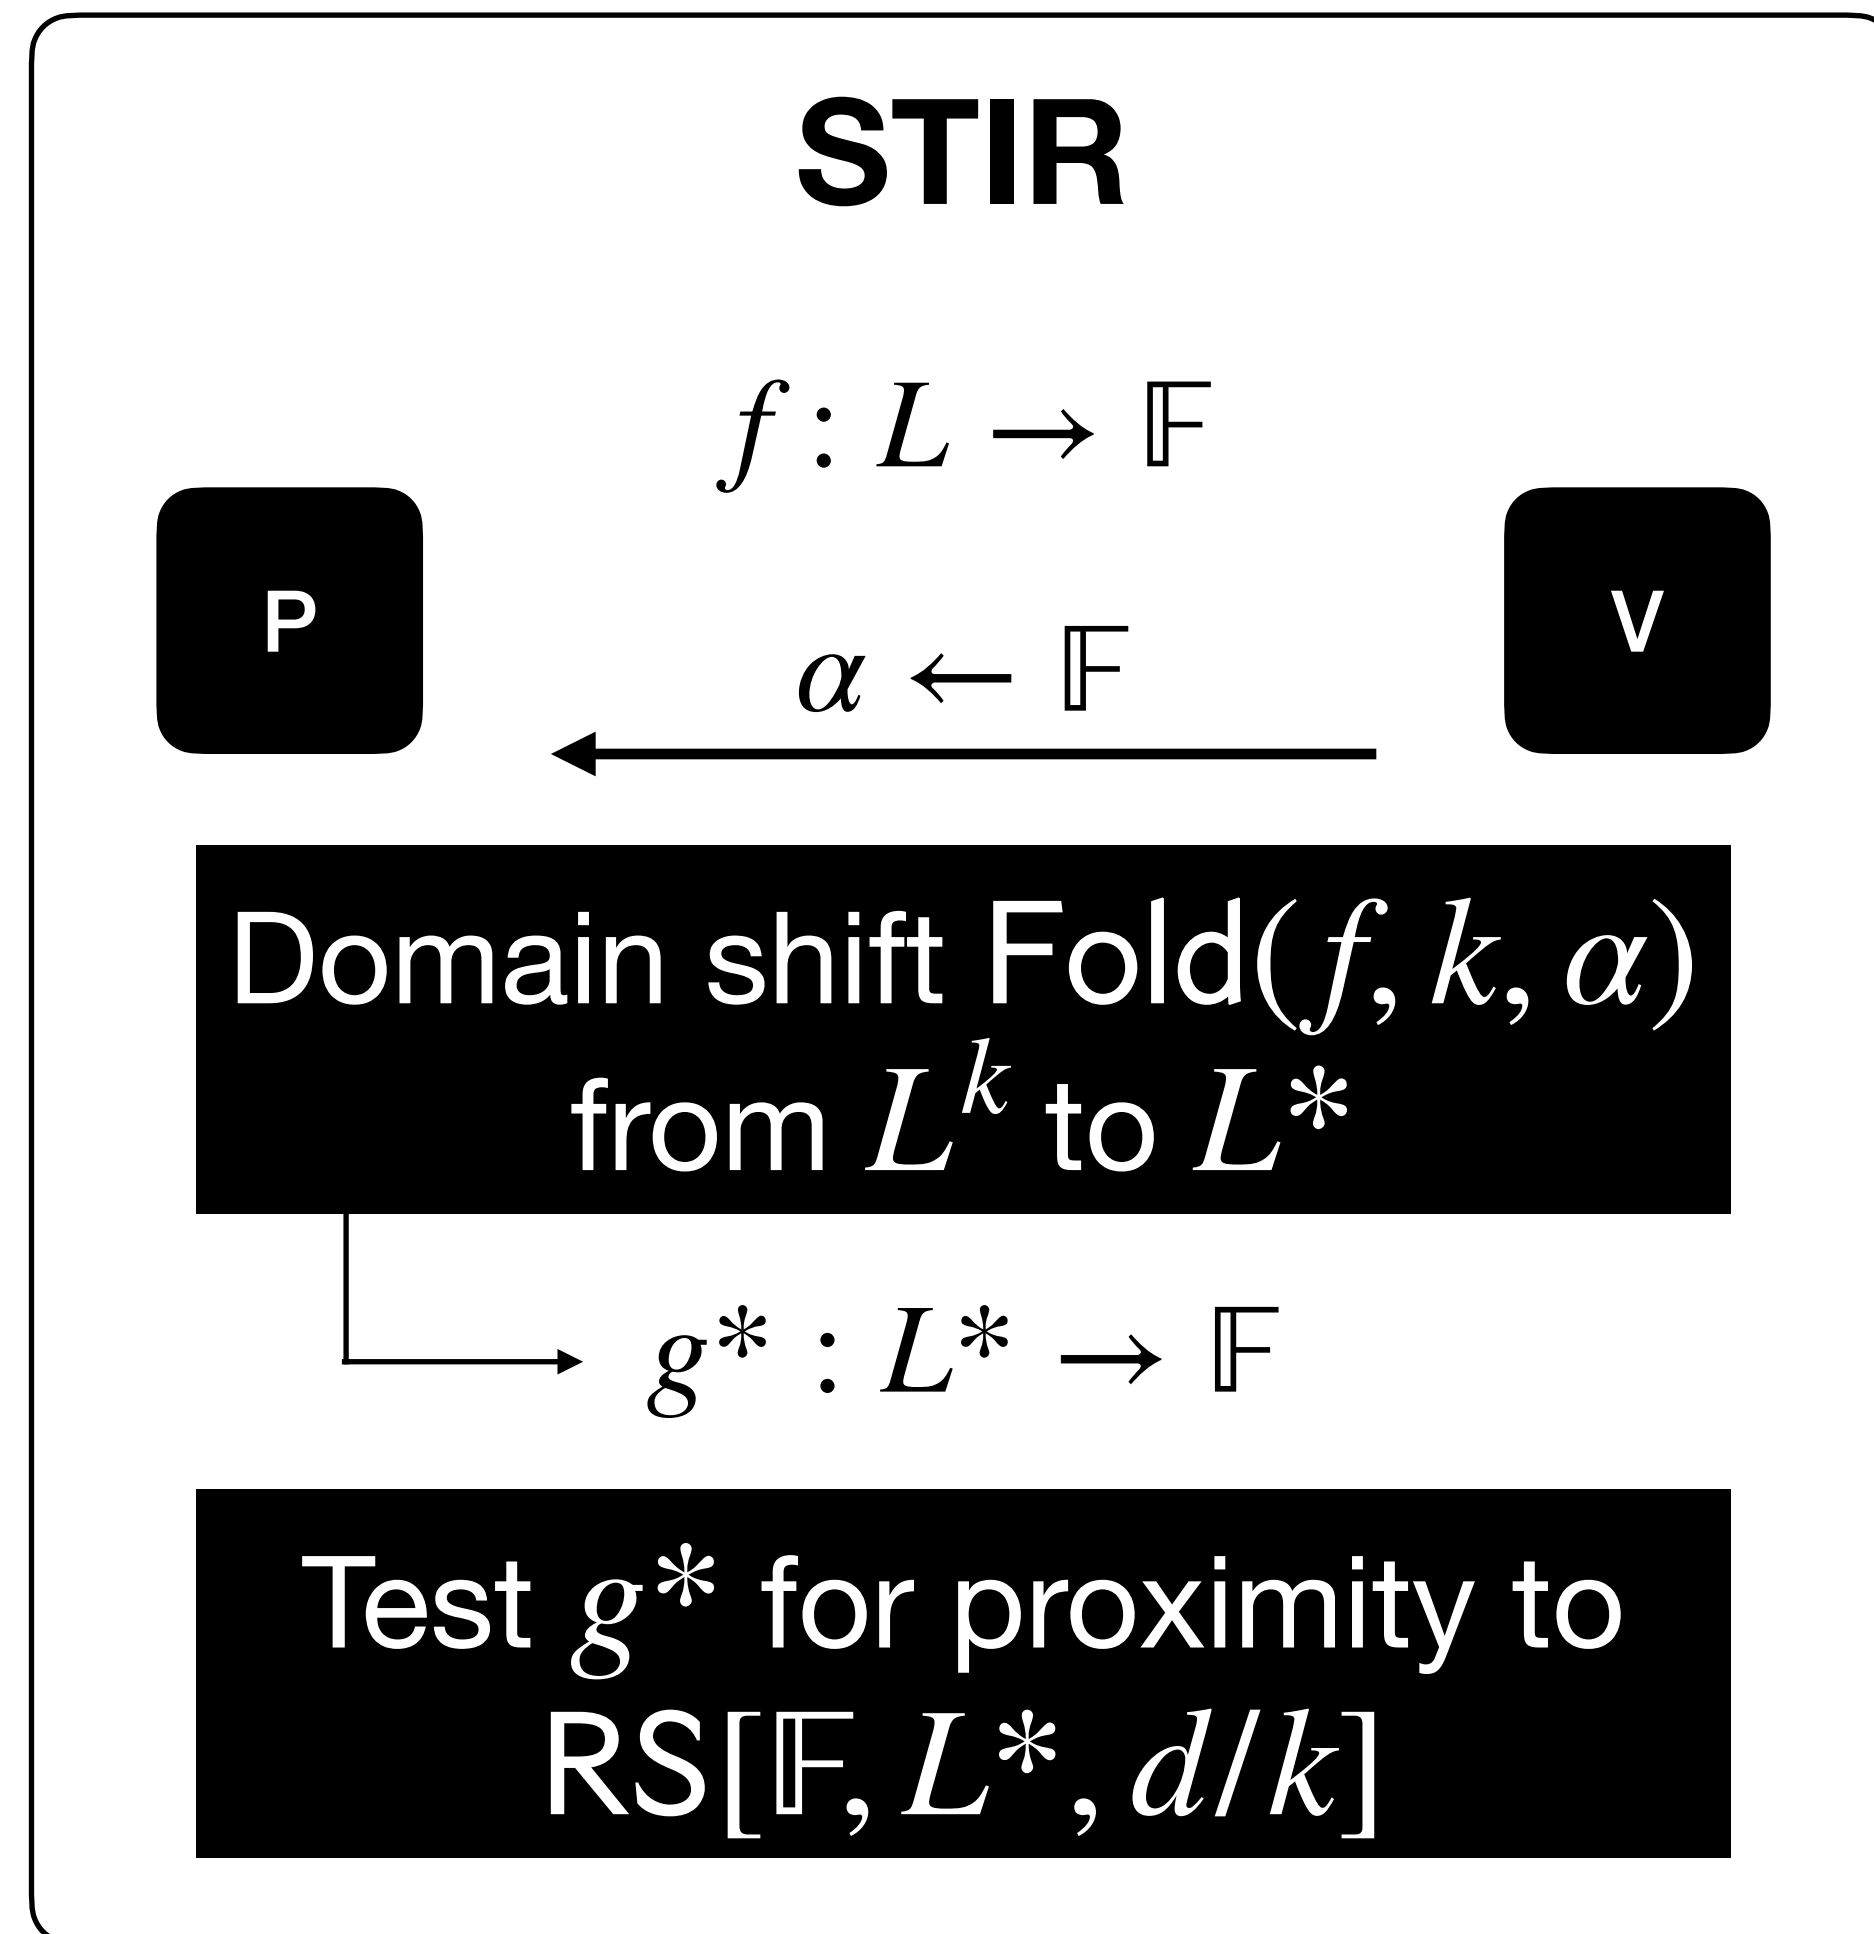 STIR
f : L → 𝔽
P
V
α ← 𝔽
Domain shift Fold(f, k, α)
from L^k to L*
g* : L* → 𝔽
Test g* for proximity to
RS[𝔽, L*, d/k]